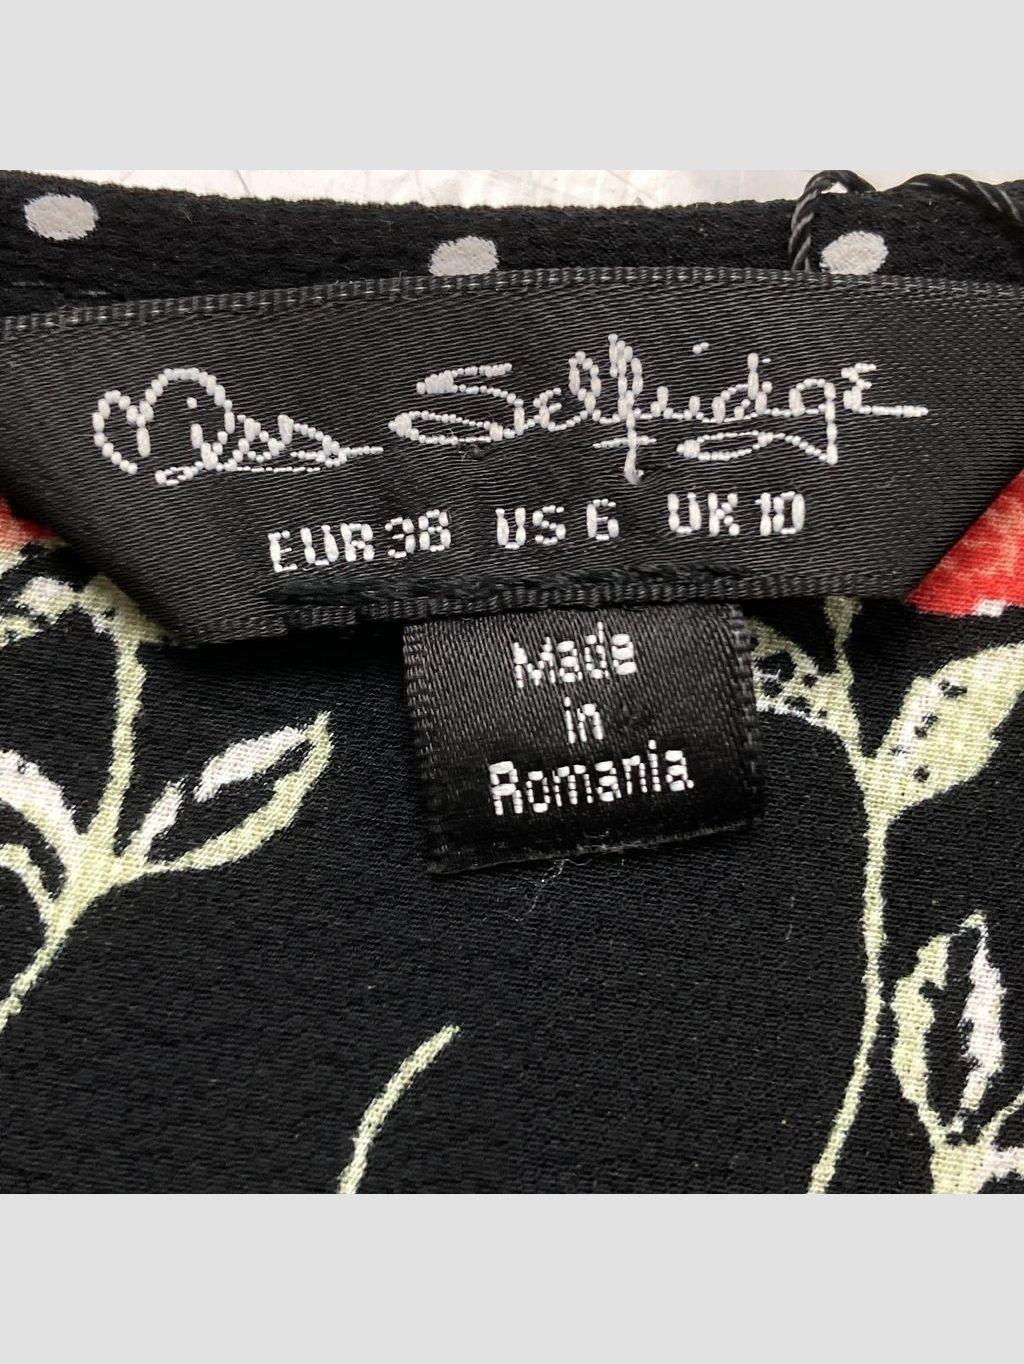 Miss Selfridge
EUR 38 US 6 UK 10
Made
in
Romania